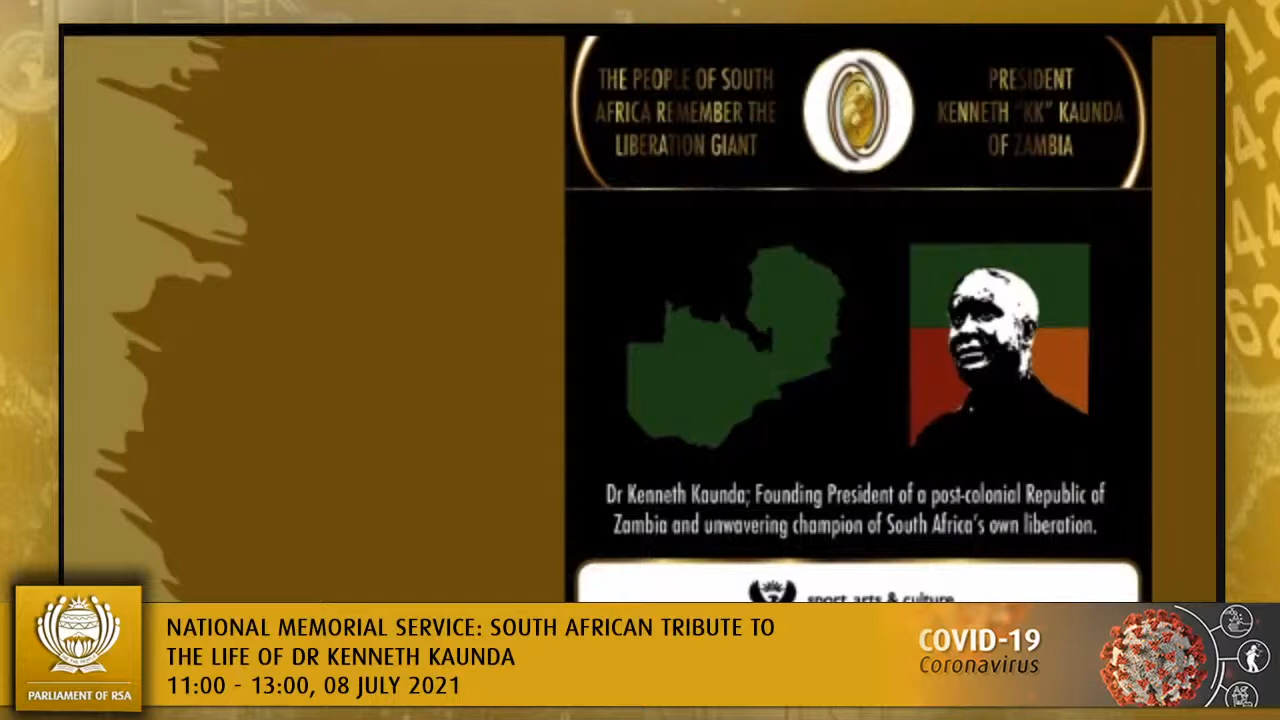 THE PEOPLE OF SOUTH
AFRICA REMEMBER THE
LIBERATION GIANT
PRESIDENT
KENNETH "KK" KAUNDA
OF ZAMBIA
Dr Kenneth Kaunda; Founding President of a post-colonial Republic of
Zambia and unwavering champion of South Africa's own liberation.
sport, arts & culture
NATIONAL MEMORIAL SERVICE: SOUTH AFRICAN TRIBUTE TO
THE LIFE OF DR KENNETH KAUNDA
11:00 - 13:00, 08 JULY 2021
PARLIAMENT OF RSA
COVID-19
Coronavirus